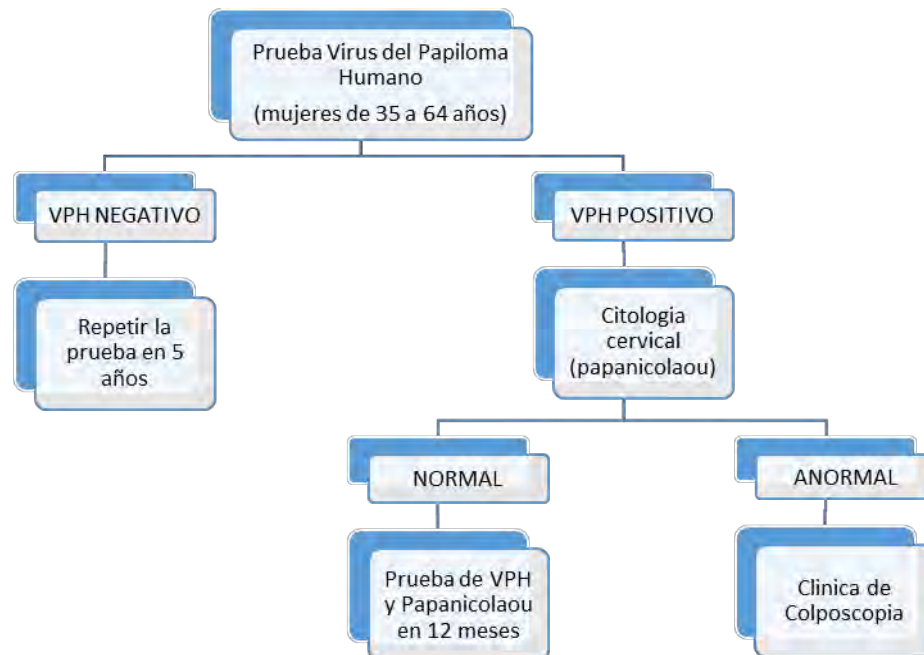 Prueba Virus del Papiloma
Humano
(mujeres de 35 a 64 años)
VPH NEGATIVO
VPH POSITIVO
Repetir la
prueba en 5
años
Citologia
cervical
(papanicolaou)
NORMAL
ANORMAL
Prueba de VPH
y Papanicolaou
en 12 meses
Clinica de
Colposcopia